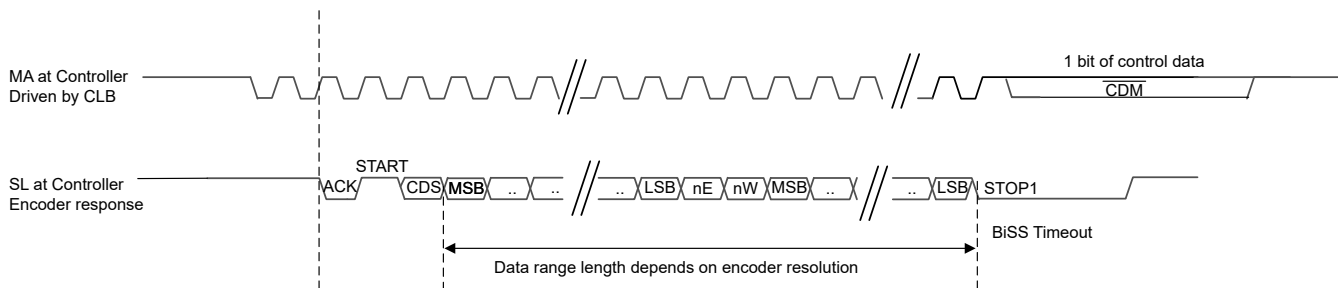 1 bit of control data
MA at Controller
Driven by CLB
CDM
START
SL at Controller
Encoder response
ACK CDS MSB .. .. .. LSB nE nW MSB .. .. LSB STOP1
BiSS Timeout
Data range length depends on encoder resolution